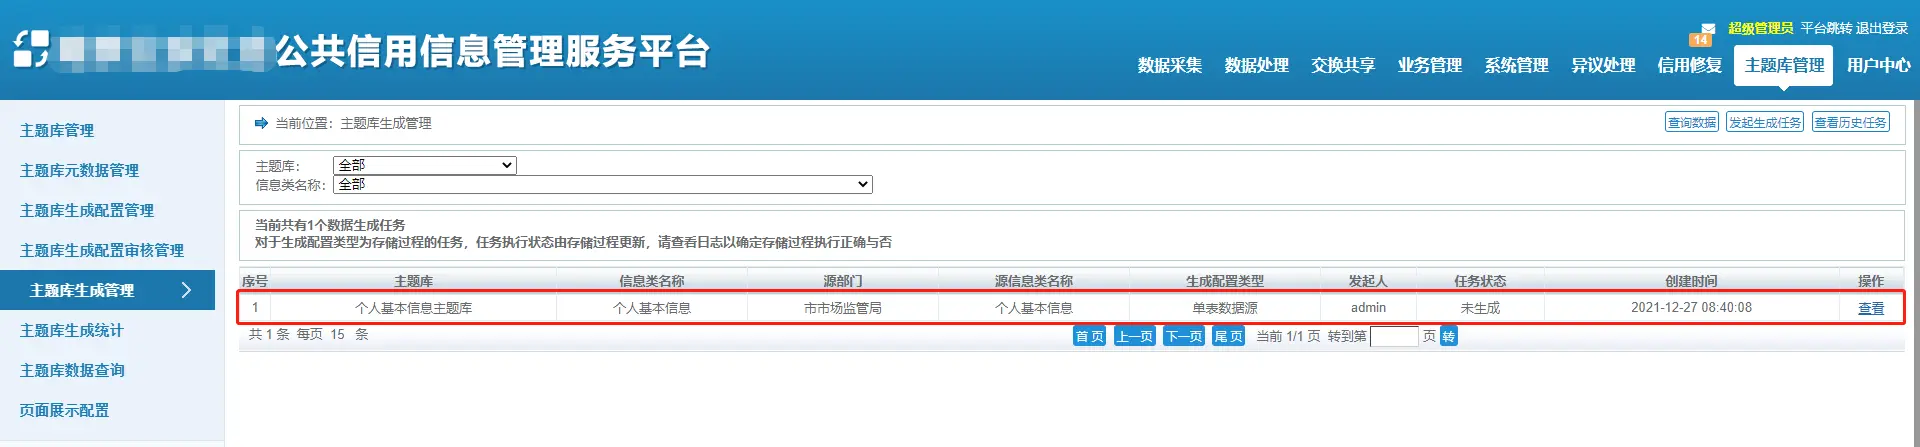 公共信用信息管理服务平台
14 超级管理员 平台跳转 退出登录
数据采集 数据处理 交换共享 业务管理 系统管理 异议处理 信用修复 主题库管理 用户中心
主题库管理
主题库元数据管理
主题库生成配置管理
主题库生成配置审核管理
主题库生成管理
主题库生成统计
主题库数据查询
页面展示配置
当前位置：主题库生成管理 查询数据 发起生成任务 查看历史任务
主题库： 全部
信息类名称： 全部
当前共有1个数据生成任务
对于生成配置类型为存储过程的任务，任务执行状态由存储过程更新，请查看日志以确定存储过程执行正确与否
序号 主题库 信息类名称 源部门 源信息类名称 生成配置类型 发起人 任务状态 创建时间 操作
1 个人基本信息主题库 个人基本信息 市市场监管局 个人基本信息 单表数据源 admin 未生成 2021-12-27 08:40:08 查看
共 1 条 每页 15 条 首 页 上一页 下一页 尾 页 当前 1/1 页 转到第 页 转